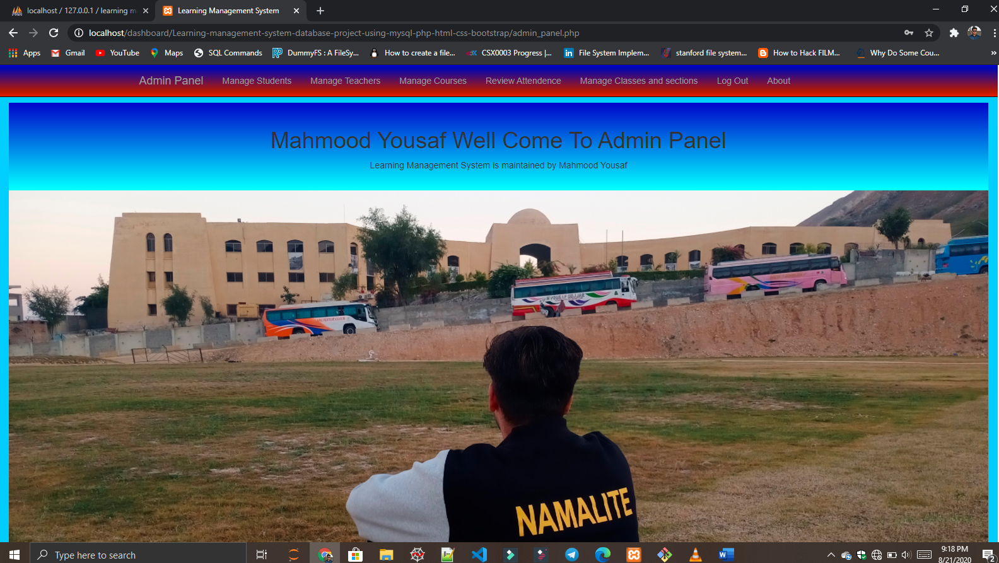 localhost / 127.0.0.1 / learning m
Learning Management System
localhost/dashboard/Learning-management-system-database-project-using-mysql-php-html-css-bootstrap/admin_panel.php
Apps
Gmail
YouTube
Maps
SQL Commands
DummyFS : A FileSy...
How to create a file...
CSX0003 Progress |...
File System Implem...
stanford file system...
How to Hack FILM...
Why Do Some Cou...
Admin Panel
Manage Students
Manage Teachers
Manage Courses
Review Attendence
Manage Classes and sections
Log Out
About
Mahmood Yousaf Well Come To Admin Panel
Learning Management System is maintained by Mahmood Yousaf
NAMALITE
Type here to search
9:18 PM
8/21/2020